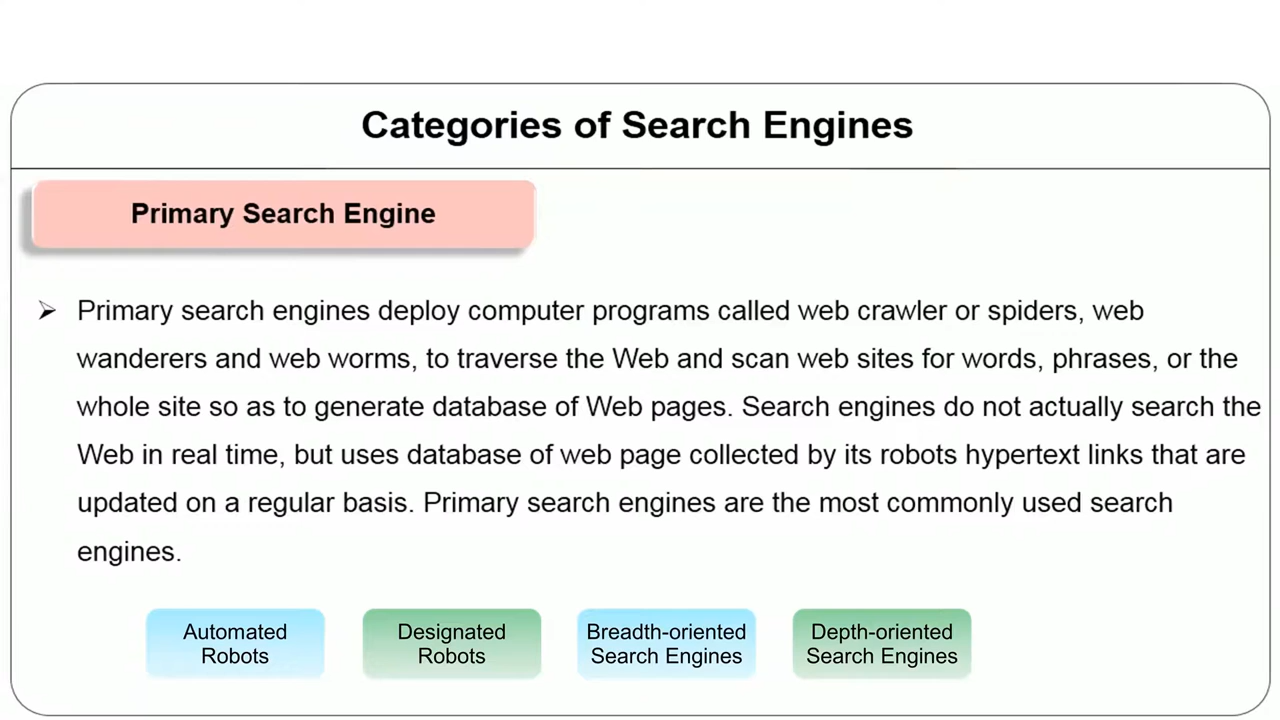 Categories of Search Engines
Primary Search Engine
➢ Primary search engines deploy computer programs called web crawler or spiders, web
wanderers and web worms, to traverse the Web and scan web sites for words, phrases, or the
whole site so as to generate database of Web pages. Search engines do not actually search the
Web in real time, but uses database of web page collected by its robots hypertext links that are
updated on a regular basis. Primary search engines are the most commonly used search
engines.
Automated
Robots
Designated
Robots
Breadth-oriented
Search Engines
Depth-oriented
Search Engines